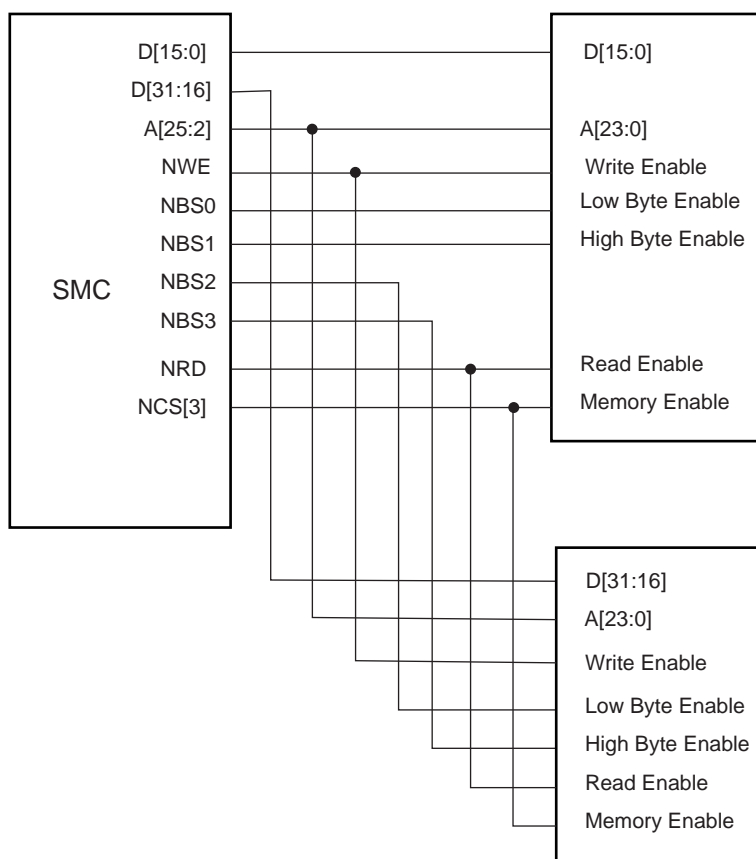 D[15:0]
D[31:16]
A[25:2]
NWE
NBS0
NBS1
NBS2
NBS3
NRD
NCS[3]
SMC
D[15:0]
A[23:0]
Write Enable
Low Byte Enable
High Byte Enable
Read Enable
Memory Enable
D[31:16]
A[23:0]
Write Enable
Low Byte Enable
High Byte Enable
Read Enable
Memory Enable